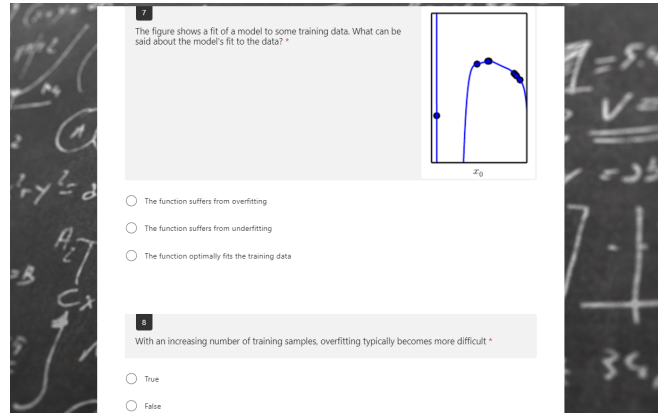 7
The figure shows a fit of a model to some training data. What can be
said about the model's fit to the data? *
x₀
The function suffers from overfitting
The function suffers from underfitting
The function optimally fits the training data
8
With an increasing number of training samples, overfitting typically becomes more difficult *
True
False